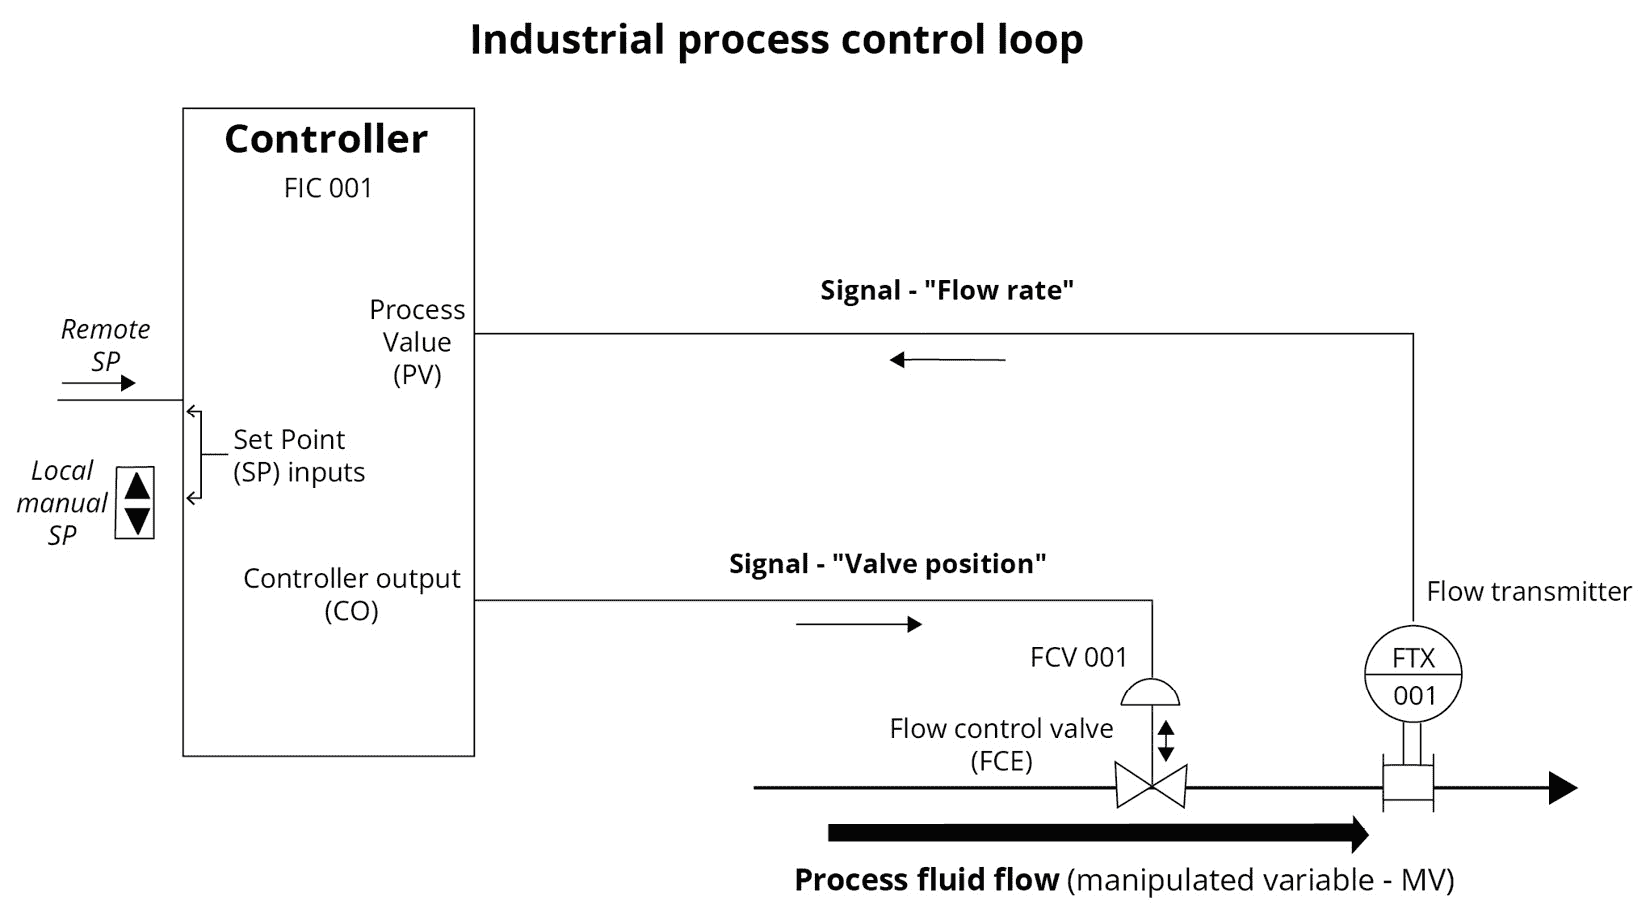 Industrial process control loop
Controller
FIC 001
Process
Value
(PV)
Signal - "Flow rate"
Remote
SP
Set Point
(SP) inputs
Local
manual
SP
Controller output
(CO)
Signal - "Valve position"
Flow transmitter
FCV 001
FTX
001
Flow control valve
(FCE)
Process fluid flow (manipulated variable - MV)